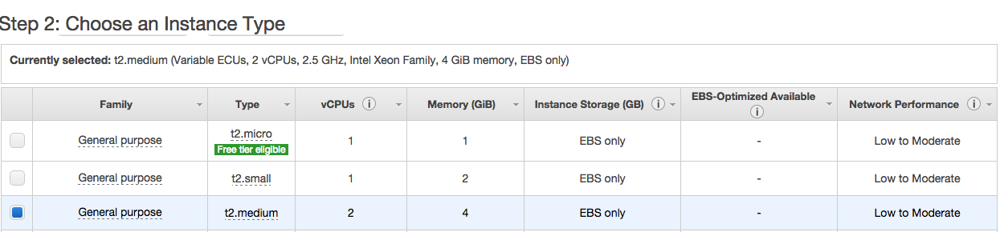 Step 2: Choose an Instance Type
Currently selected: t2.medium (Variable ECUs, 2 vCPUs, 2.5 GHz, Intel Xeon Family, 4 GiB memory, EBS only)
Family Type vCPUs i Memory (GiB) Instance Storage (GB) i EBS-Optimized Available i Network Performance i
General purpose t2.micro 1 1 EBS only - Low to Moderate
Free tier eligible
General purpose t2.small 1 2 EBS only - Low to Moderate
General purpose t2.medium 2 4 EBS only - Low to Moderate